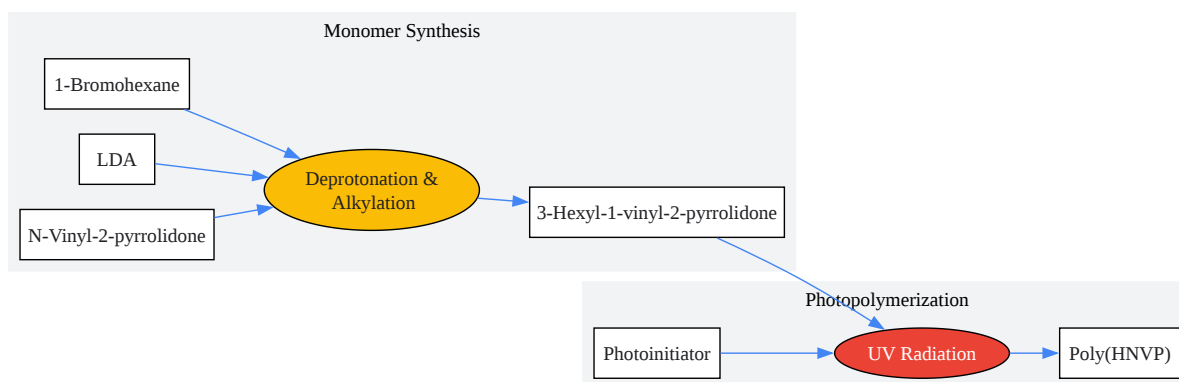 Monomer Synthesis
1-Bromohexane
LDA
Deprotonation &
Alkylation
N-Vinyl-2-pyrrolidone
3-Hexyl-1-vinyl-2-pyrrolidone
Photopolymerization
Photoinitiator
UV Radiation
Poly(HNVP)